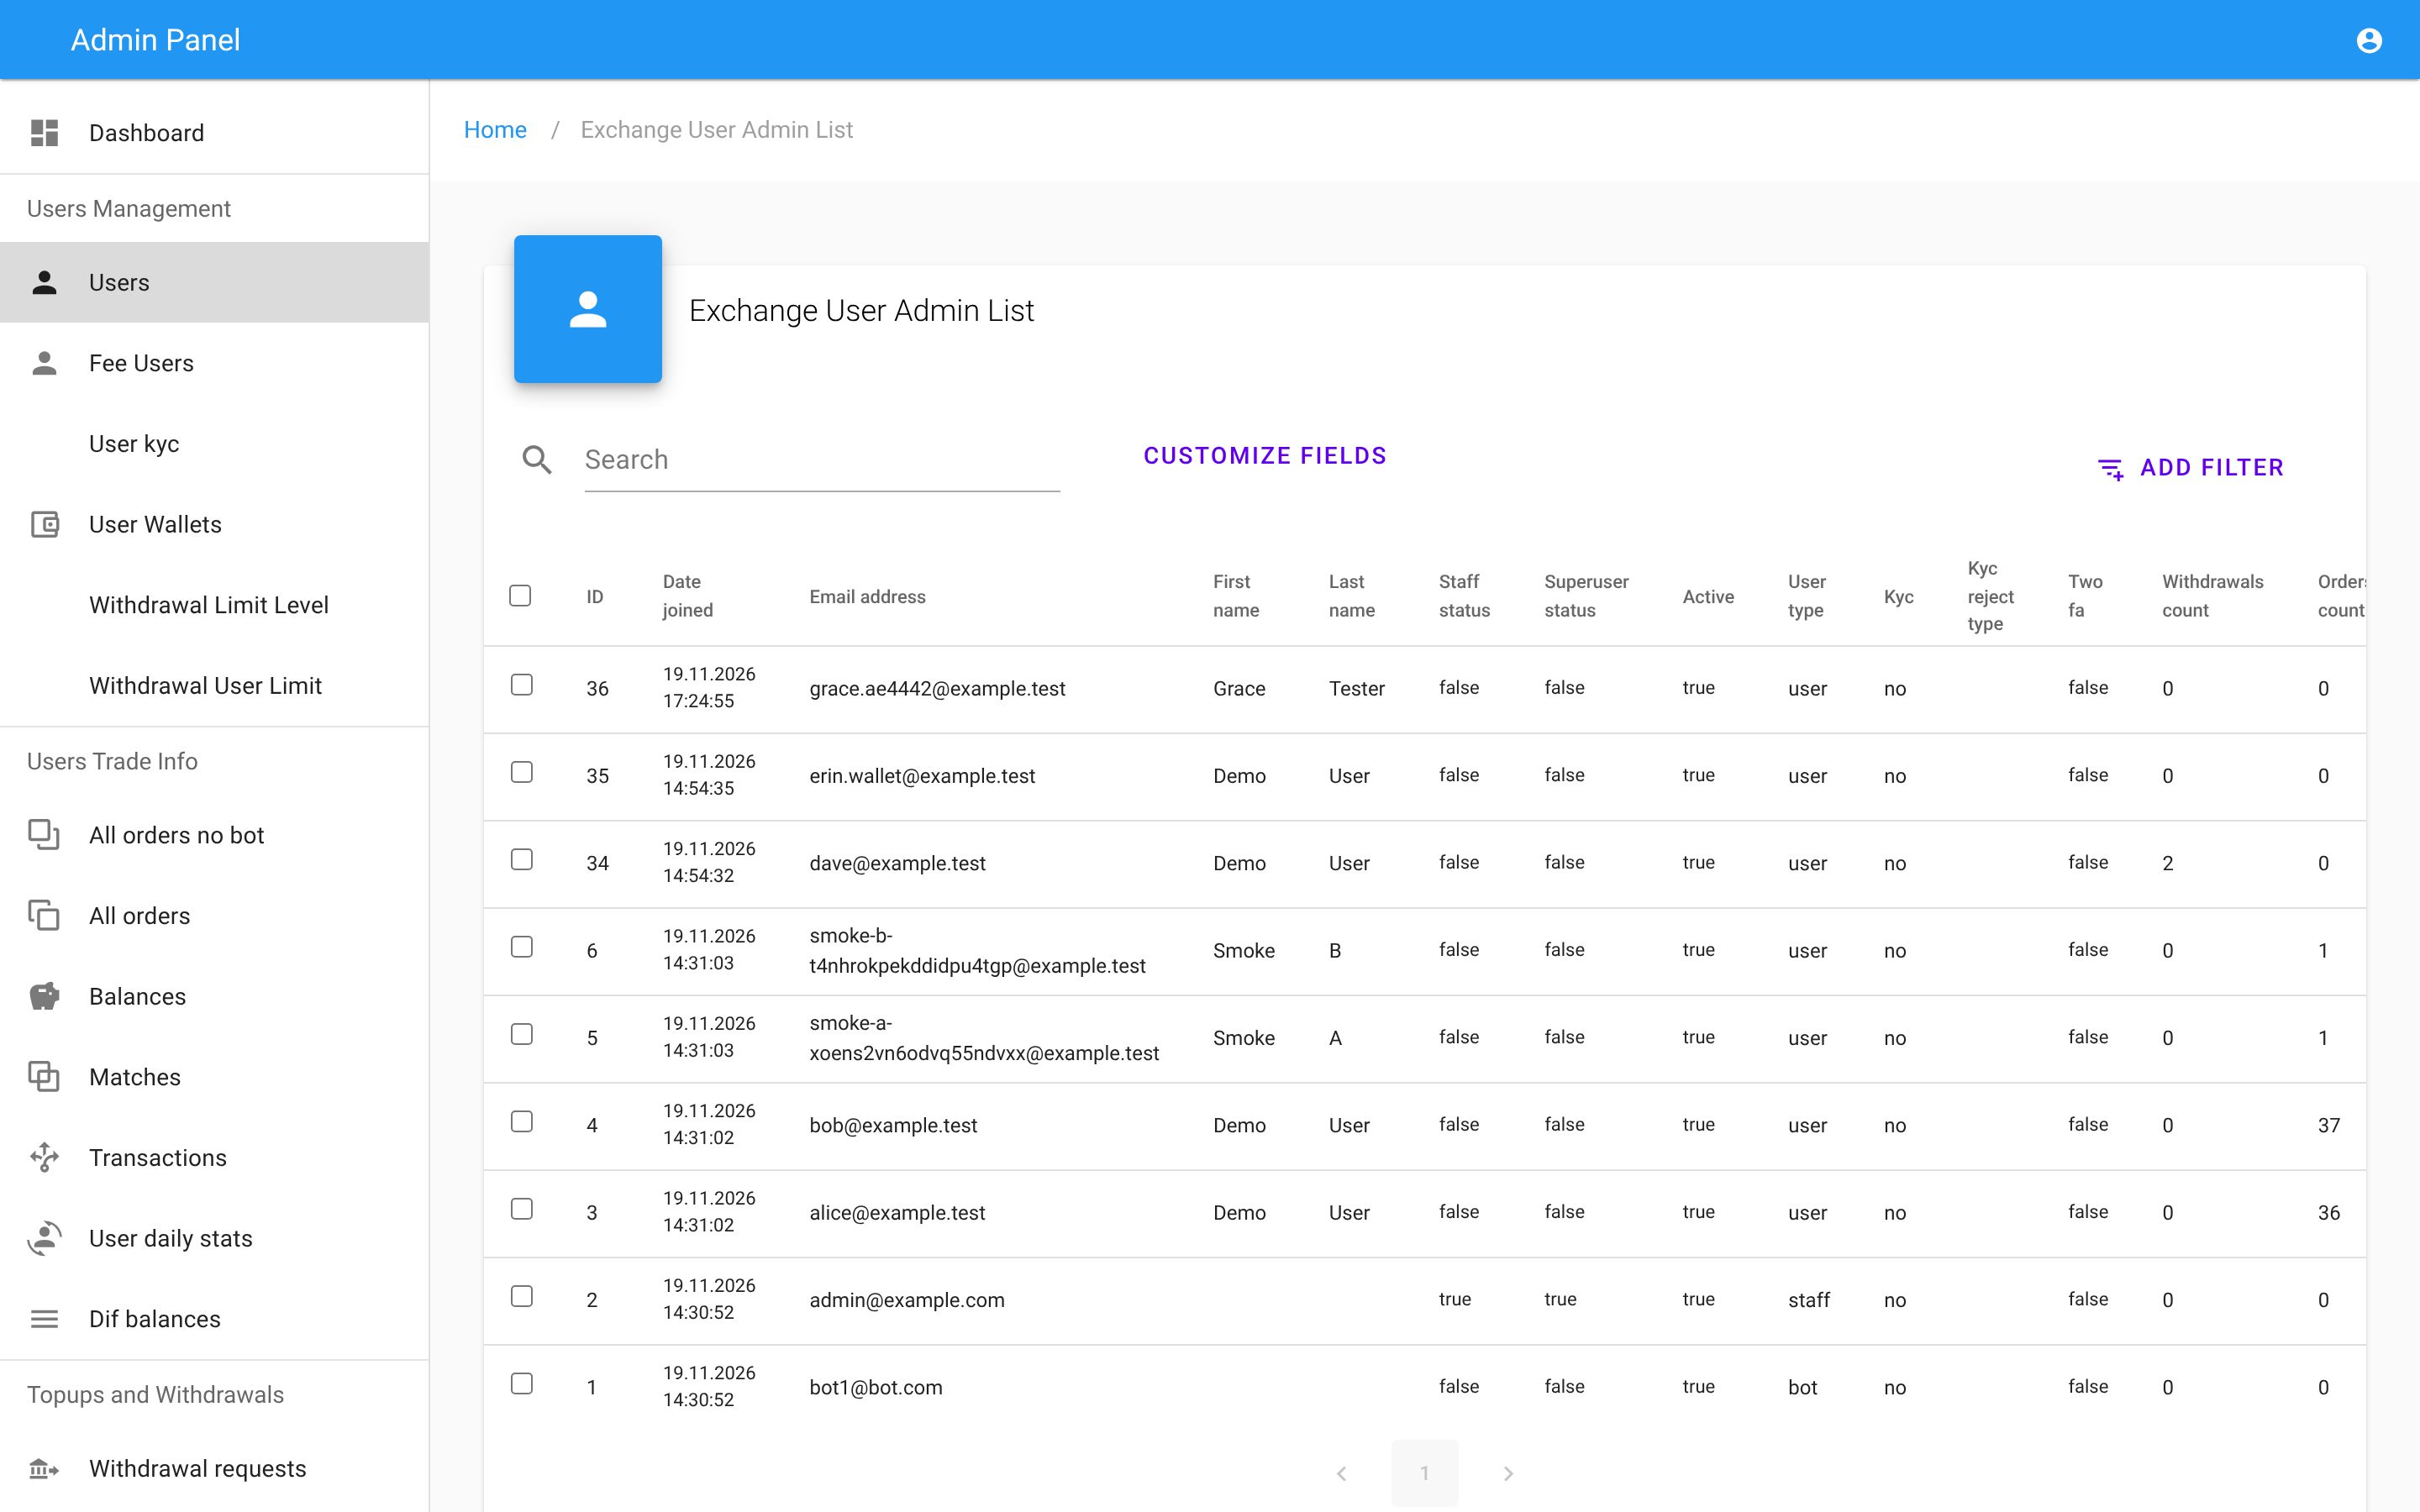 Admin Panel
Dashboard
Users Management
Users
Fee Users
User kyc
User Wallets
Withdrawal Limit Level
Withdrawal User Limit
Users Trade Info
All orders no bot
All orders
Balances
Matches
Transactions
User daily stats
Dif balances
Topups and Withdrawals
Withdrawal requests
Home / Exchange User Admin List
Exchange User Admin List
Search
CUSTOMIZE FIELDS
ADD FILTER
ID Date joined Email address First name Last name Staff status Superuser status Active User type Kyc Kyc reject type Two fa Withdrawals count Orders count
36 19.11.2026 17:24:55 grace.ae4442@example.test Grace Tester false false true user no false 0 0
35 19.11.2026 14:54:35 erin.wallet@example.test Demo User false false true user no false 0 0
34 19.11.2026 14:54:32 dave@example.test Demo User false false true user no false 2 0
6 19.11.2026 14:31:03 smoke-b-t4nhrokpekddidpu4tgp@example.test Smoke B false false true user no false 0 1
5 19.11.2026 14:31:03 smoke-a-xoens2vn6odvq55ndvxx@example.test Smoke A false false true user no false 0 1
4 19.11.2026 14:31:02 bob@example.test Demo User false false true user no false 0 37
3 19.11.2026 14:31:02 alice@example.test Demo User false false true user no false 0 36
2 19.11.2026 14:30:52 admin@example.com true true true staff no false 0 0
1 19.11.2026 14:30:52 bot1@bot.com false false true bot no false 0 0
1